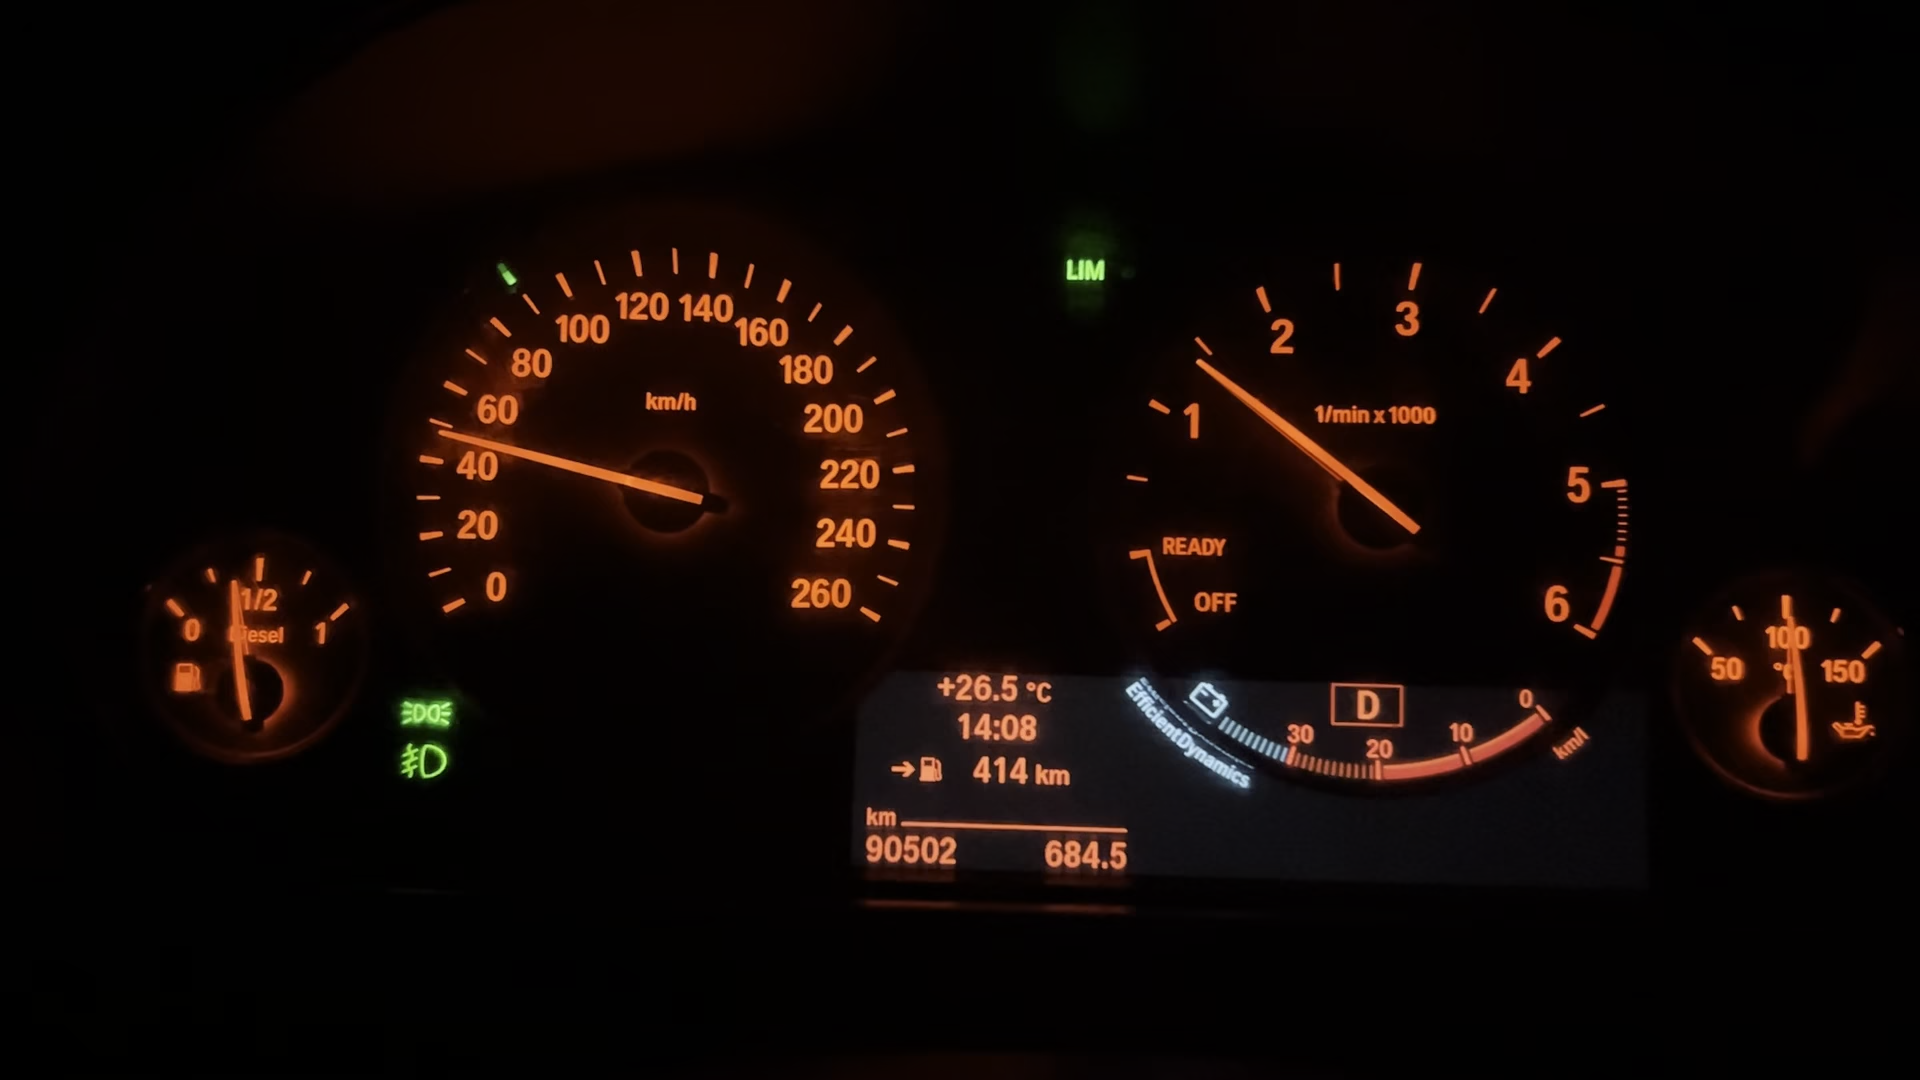 120 140
100 160
80 180
60 200
40 220
20 240
0 260
km/h
LIM
1 2 3 4 5 6
1/min x 1000
READY
OFF
0 1/2 1
Diesel
50 100 150
°C
+26.5 °C
14:08
→ 414 km
km
90502 684.5
D
30 20 10 0
km/l
EfficientDynamics